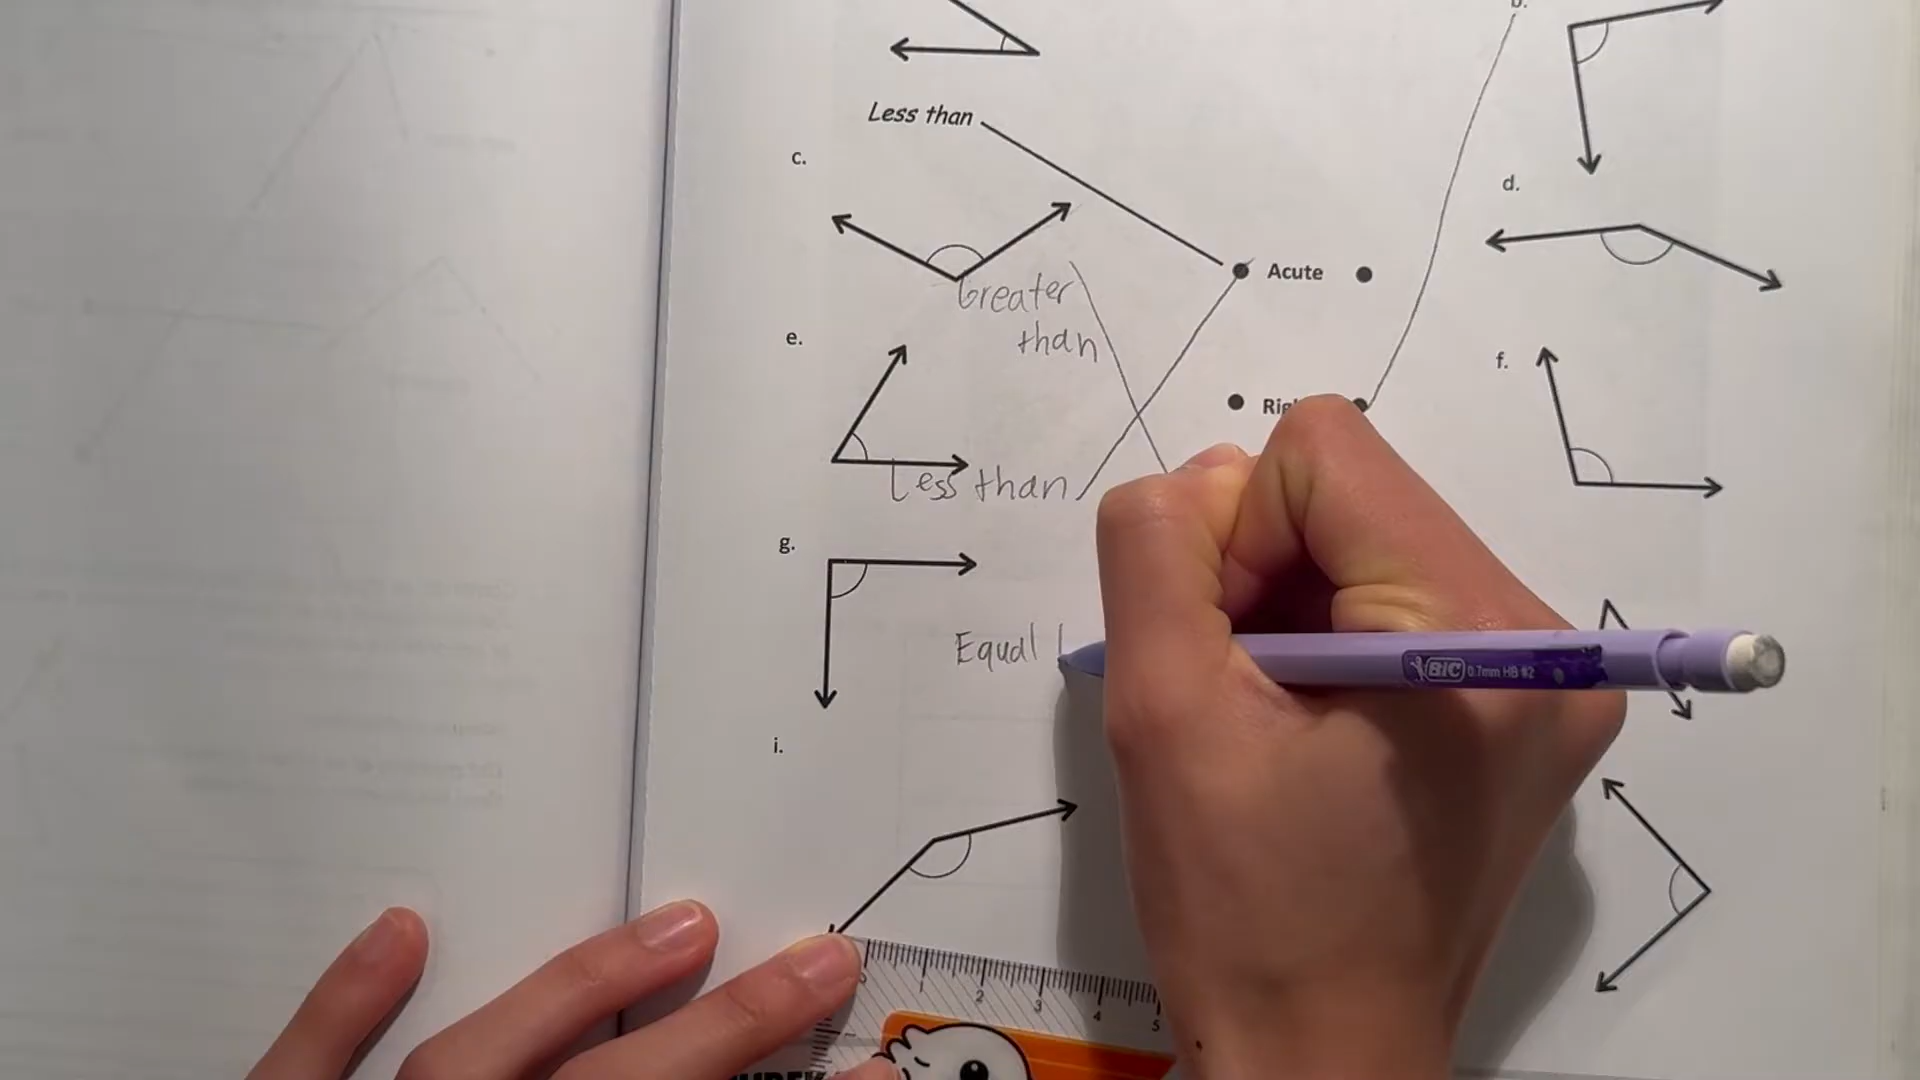 b.
Less than
c.
d.
Greater
than
Acute
e.
f.
Less than
g.
Equal
BIC 0.7mm HB #2
i.
1 2 3 4 5